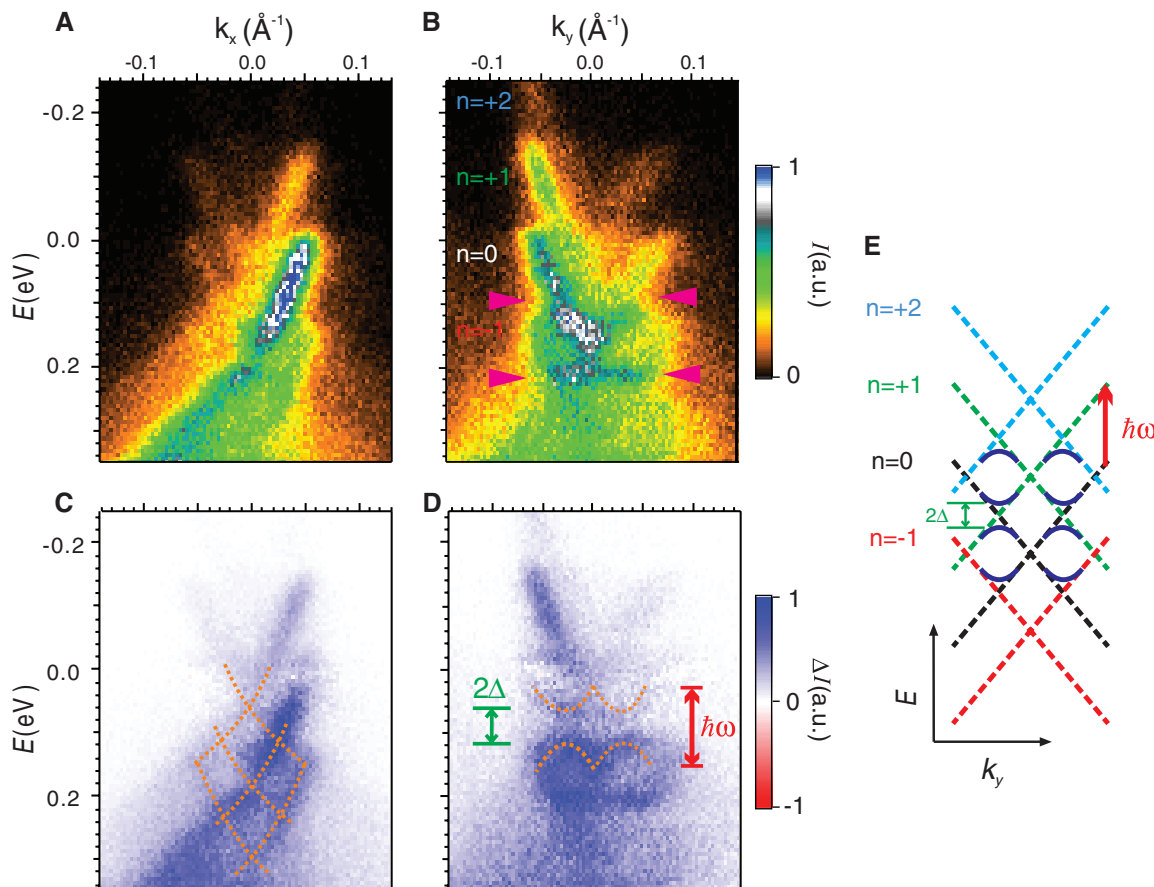 A
k_x (Å⁻¹)
-0.1 0.0 0.1
B
k_y (Å⁻¹)
-0.1 0.0 0.1
-0.2
0.0
0.2
E(eV)
n=+2
n=+1
n=0
n=-1
1
0
I(a.u.)
E
n=+2
n=+1
n=0
n=-1
ħω
2Δ
E
k_y
C
-0.2
0.0
0.2
E(eV)
D
2Δ
ħω
1
0
-1
ΔI(a.u.)